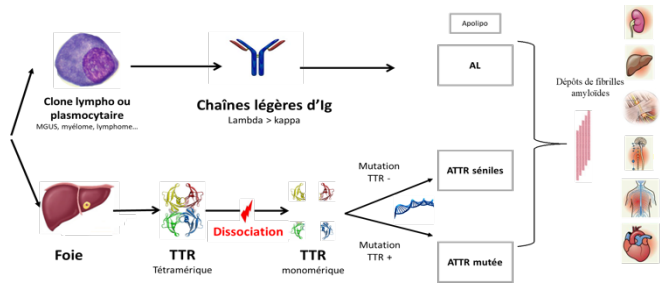 Apolipo
AL
Clone lympho ou
plasmocytaire
MGUS, myélome, lymphome…
Chaînes légères d'Ig
Lambda > kappa
Dépôts de fibrilles
amyloïdes
Mutation
TTR -
ATTR séniles
Dissociation
Mutation
TTR +
ATTR mutée
Foie
TTR
Tétramérique
TTR
monomérique